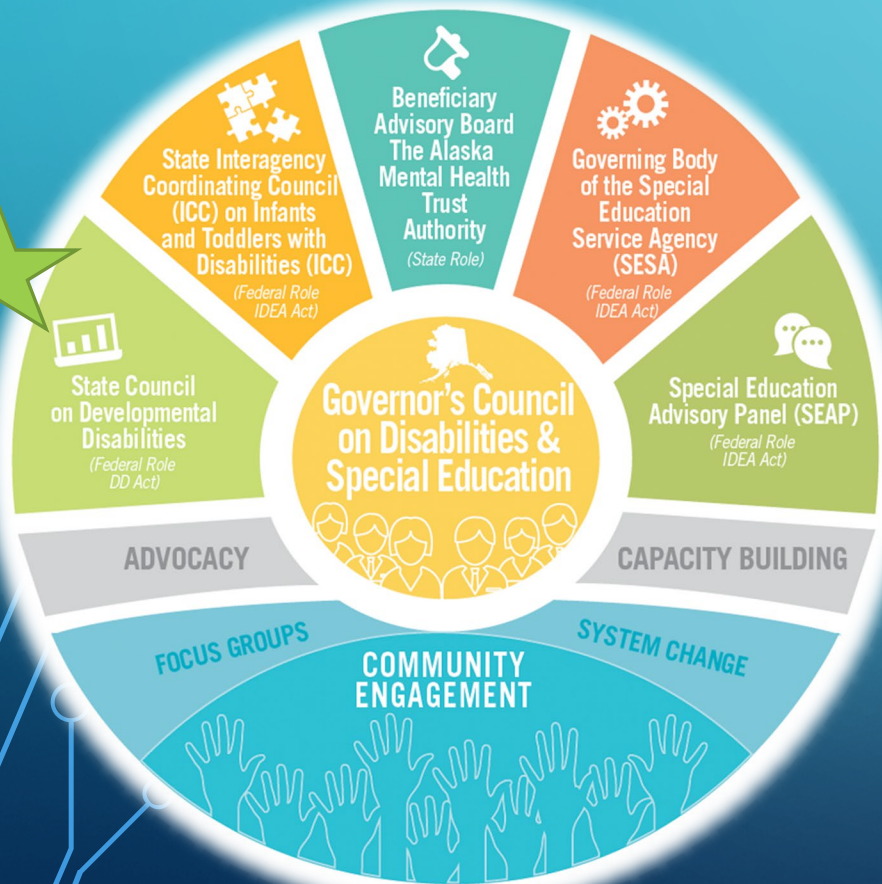 Beneficiary
Advisory Board
The Alaska
Mental Health
Trust
Authority
(State Role)
State Interagency
Coordinating Council
(ICC) on Infants
and Toddlers with
Disabilities (ICC)
(Federal Role
IDEA Act)
Governing Body
of the Special
Education
Service Agency
(SESA)
(Federal Role
IDEA Act)
State Council
on Developmental
Disabilities
(Federal Role
DD Act)
Governor's Council
on Disabilities &
Special Education
Special Education
Advisory Panel (SEAP)
(Federal Role
IDEA Act)
ADVOCACY
CAPACITY BUILDING
FOCUS GROUPS
SYSTEM CHANGE
COMMUNITY
ENGAGEMENT